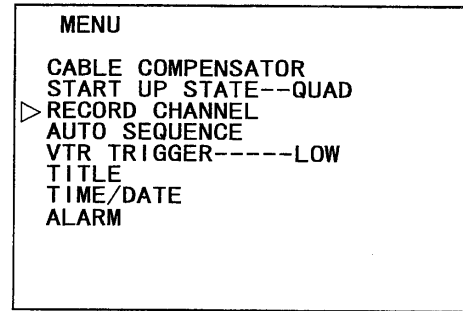 MENU
CABLE COMPENSATOR
START UP STATE--QUAD
▷RECORD CHANNEL
AUTO SEQUENCE
VTR TRIGGER-----LOW
TITLE
TIME/DATE
ALARM